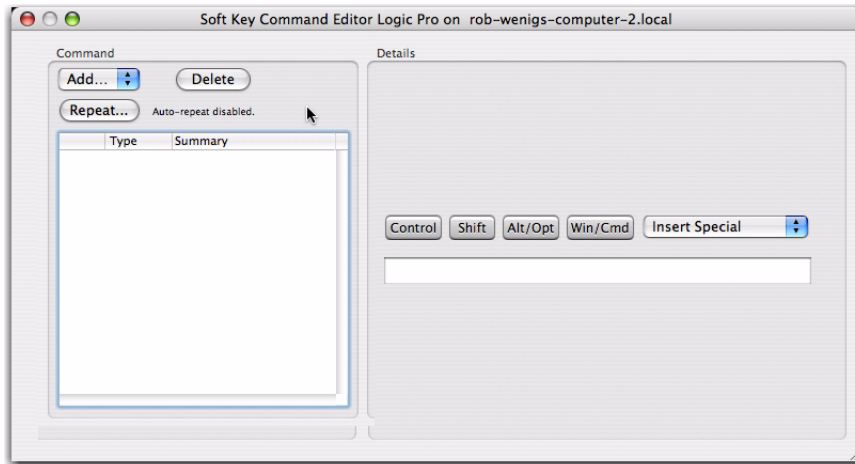 Soft Key Command Editor Logic Pro on rob-wenigs-computer-2.local
Command
Add...
Delete
Repeat...
Auto-repeat disabled.
Type
Summary
Details
Control
Shift
Alt/Opt
Win/Cmd
Insert Special